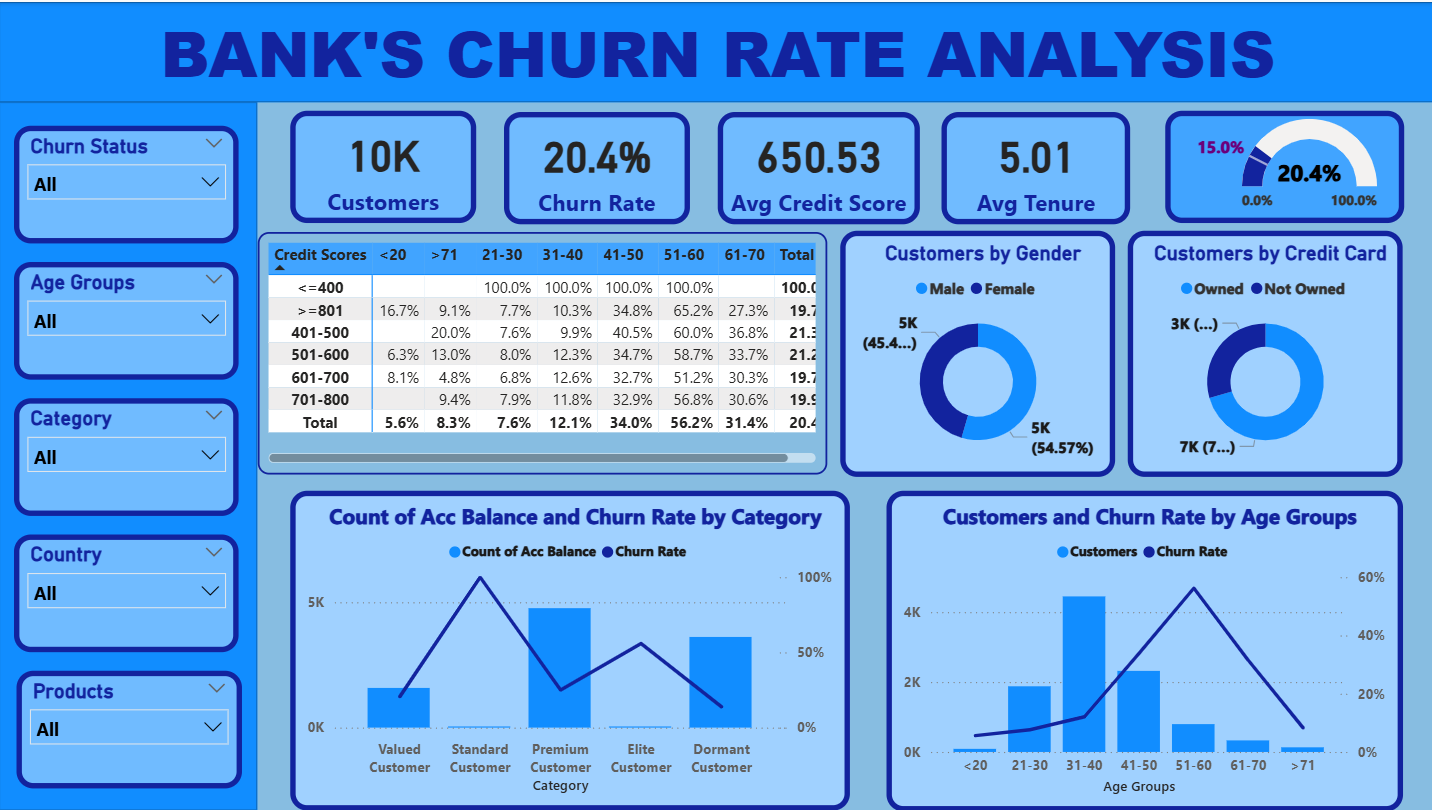 BANK'S CHURN RATE ANALYSIS
Churn Status
All
Age Groups
All
Category
All
Country
All
Products
All
10K
Customers
20.4%
Churn Rate
650.53
Avg Credit Score
5.01
Avg Tenure
15.0%
20.4%
0.0% 100.0%
Credit Scores <20 >71 21-30 31-40 41-50 51-60 61-70 Total
<=400 100.0% 100.0% 100.0% 100.0% 100.0
>=801 16.7% 9.1% 7.7% 10.3% 34.8% 65.2% 27.3% 19.7
401-500 20.0% 7.6% 9.9% 40.5% 60.0% 36.8% 21.3
501-600 6.3% 13.0% 8.0% 12.3% 34.7% 58.7% 33.7% 21.2
601-700 8.1% 4.8% 6.8% 12.6% 32.7% 51.2% 30.3% 19.7
701-800 9.4% 7.9% 11.8% 32.9% 56.8% 30.6% 19.9
Total 5.6% 8.3% 7.6% 12.1% 34.0% 56.2% 31.4% 20.4
Customers by Gender
Male Female
5K
(45.4...)
5K
(54.57%)
Customers by Credit Card
Owned Not Owned
3K (...)
7K (7...)
Count of Acc Balance and Churn Rate by Category
Count of Acc Balance Churn Rate
5K
0K
100%
50%
0%
Valued Customer
Standard Customer
Premium Customer
Elite Customer
Dormant Customer
Category
Customers and Churn Rate by Age Groups
Customers Churn Rate
4K
2K
0K
60%
40%
20%
0%
<20 21-30 31-40 41-50 51-60 61-70 >71
Age Groups